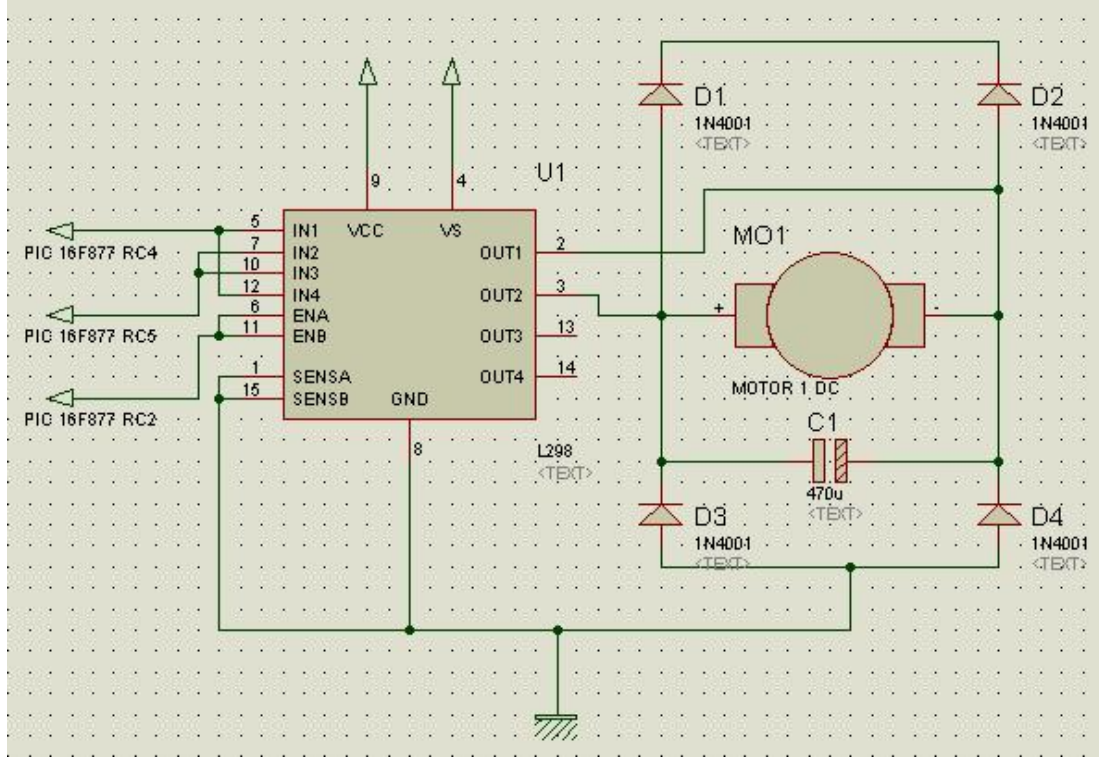 D1
1N4001
<TEXT>
D2
1N4001
<TEXT>
U1
9
4
5
7
10
12
6
11
1
15
IN1
IN2
IN3
IN4
ENA
ENB
SENSA
SENSB
VCC
VS
GND
OUT1
OUT2
OUT3
OUT4
2
3
13
14
8
L298
<TEXT>
PIC 16F877 RC4
PIC 16F877 RC5
PIC 16F877 RC2
MO1
+
-
MOTOR 1 DC
C1
470u
<TEXT>
D3
1N4001
<TEXT>
D4
1N4001
<TEXT>